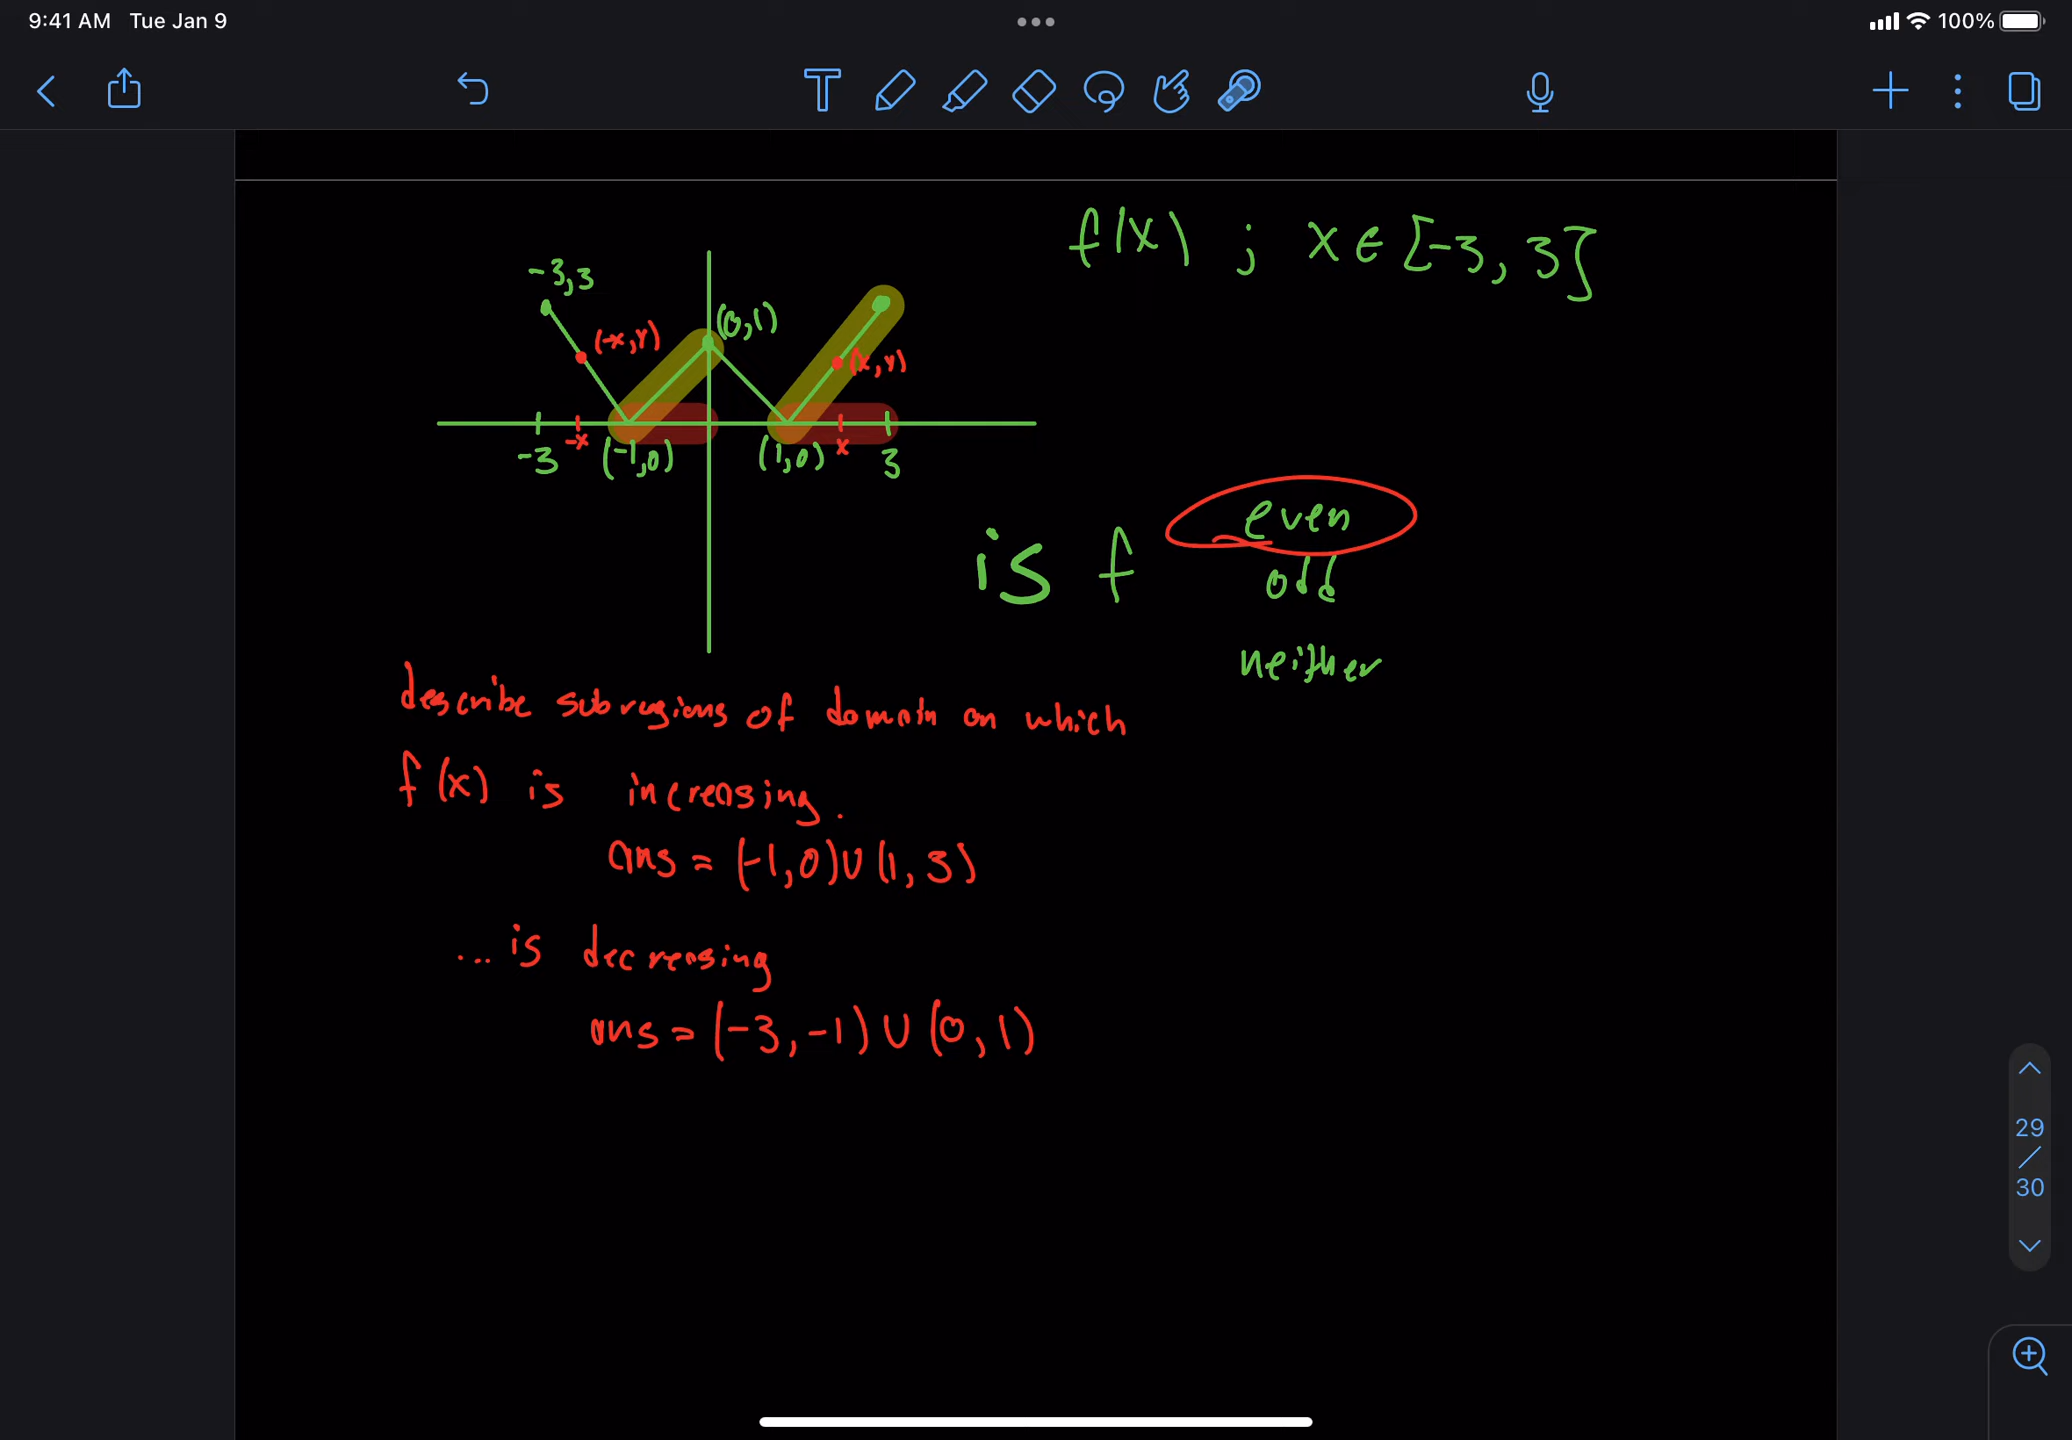 9:41 AM Tue Jan 9
100%
f(x) ; x ∈ [-3, 3]
-3,3
(0,1)
(-x,y)
(x,y)
-3
-x
(-1,0)
(1,0)
x
3
even
is f
odd
neither
describe subregions of domain on which
f(x) is increasing.
ans = (-1,0)∪(1,3)
... is decreasing
ans = (-3,-1) ∪ (0,1)
29
/
30